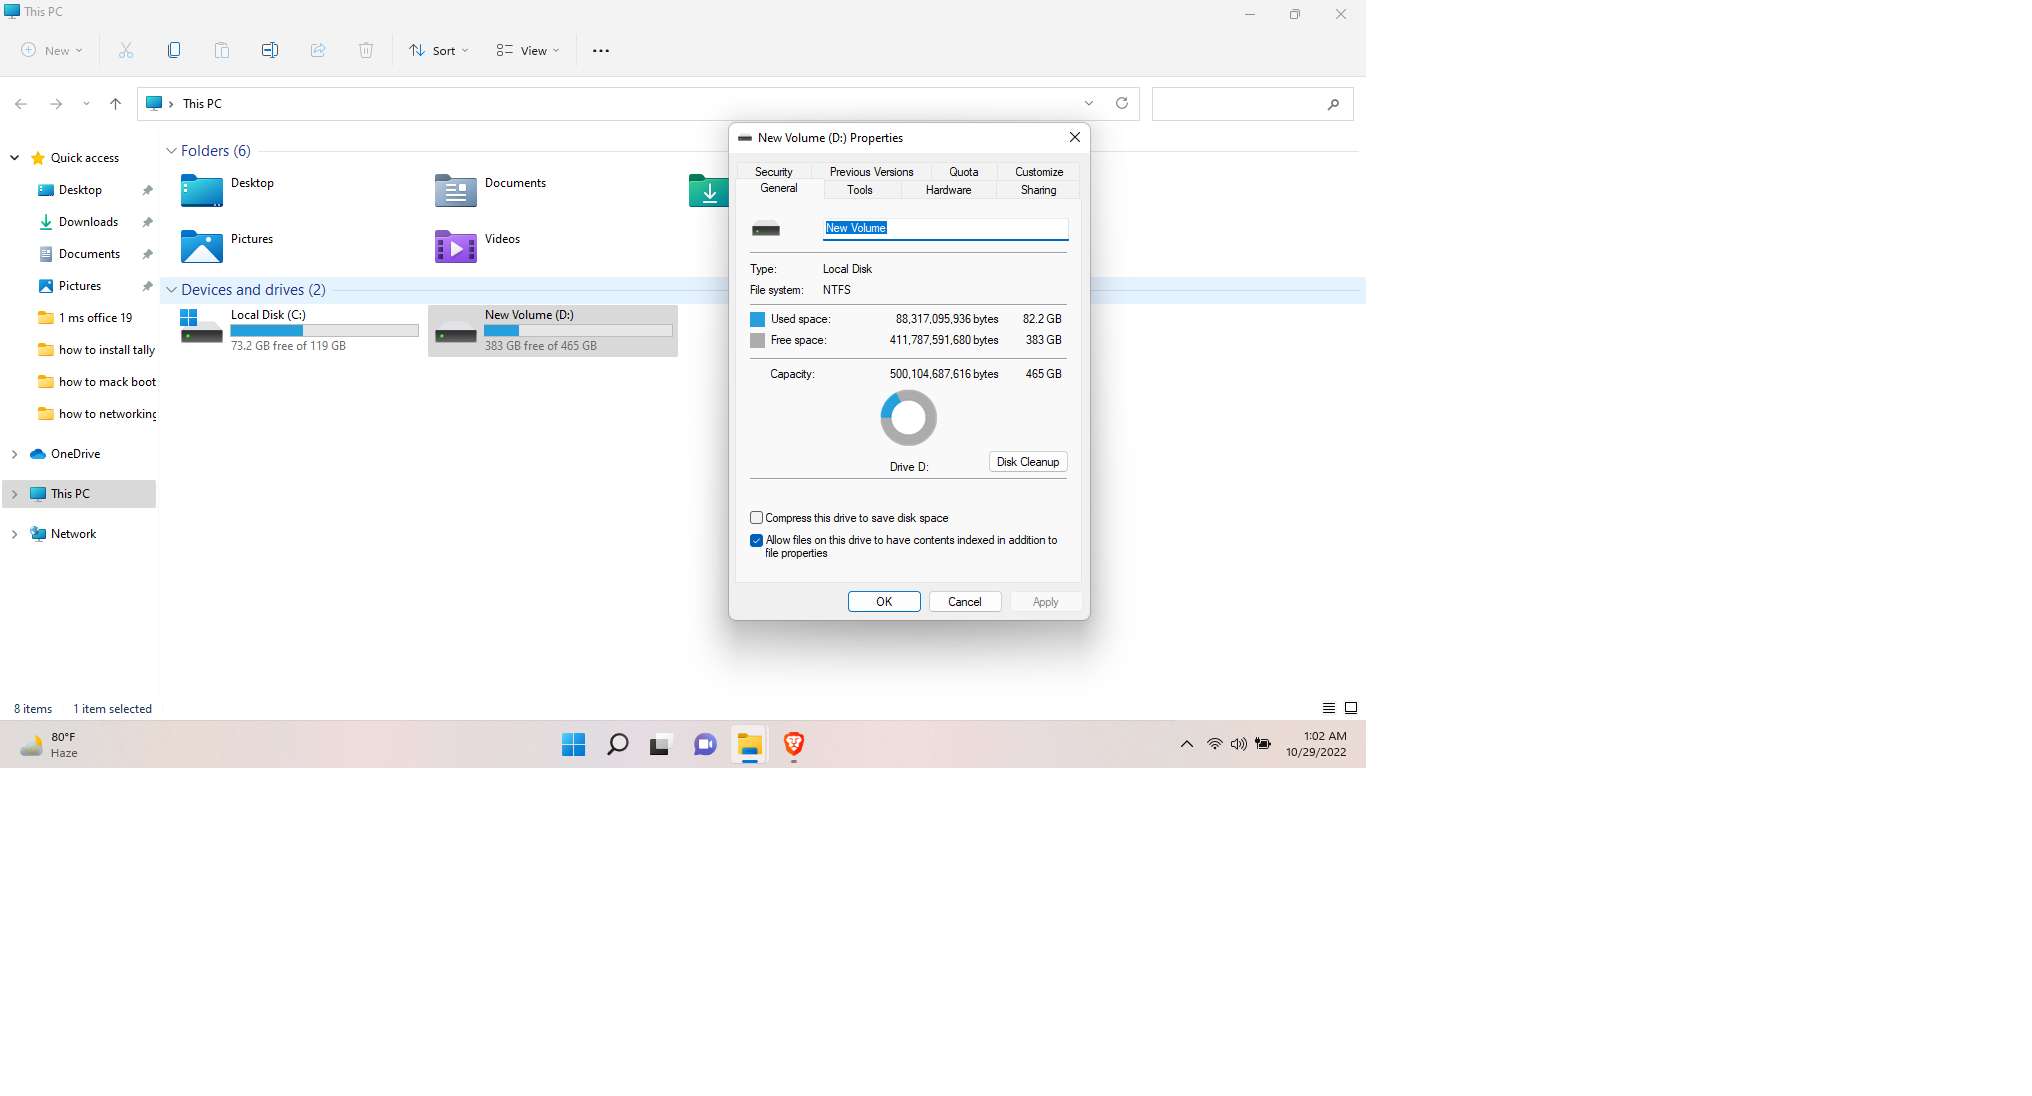 This PC
New
Sort
View
This PC
Quick access
Desktop
Downloads
Documents
Pictures
1 ms office 19
how to install tally
how to mack boot
how to networking
OneDrive
This PC
Network
Folders (6)
Desktop
Documents
Pictures
Videos
Devices and drives (2)
Local Disk (C:)
73.2 GB free of 119 GB
New Volume (D:)
383 GB free of 465 GB
New Volume (D:) Properties
Security Previous Versions Quota Customize
General Tools Hardware Sharing
New Volume
Type: Local Disk
File system: NTFS
Used space: 88,317,095,936 bytes 82.2 GB
Free space: 411,787,591,680 bytes 383 GB
Capacity: 500,104,687,616 bytes 465 GB
Drive D:
Disk Cleanup
Compress this drive to save disk space
Allow files on this drive to have contents indexed in addition to
file properties
OK Cancel Apply
8 items 1 item selected
80°F
Haze
1:02 AM
10/29/2022